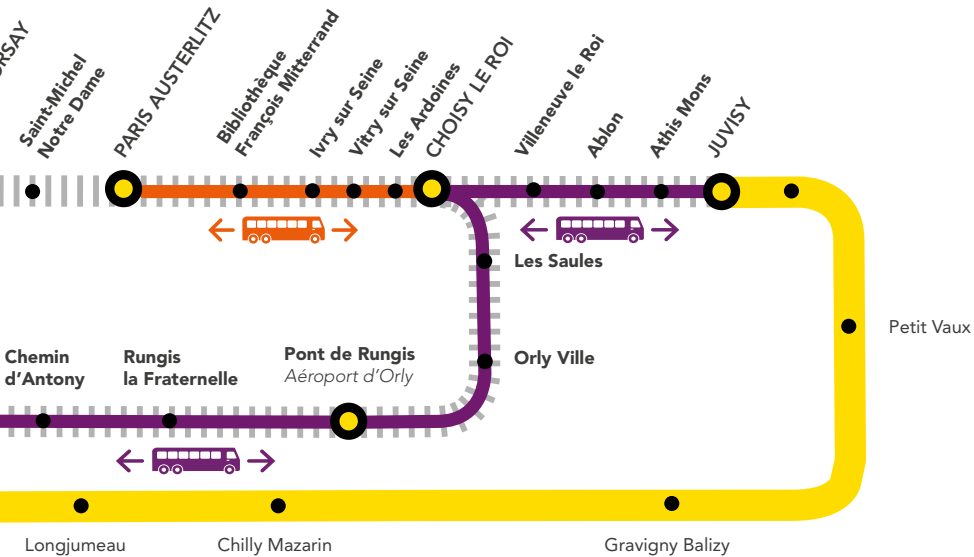 Saint-Michel
Notre Dame
PARIS AUSTERLITZ
Bibliothèque
François Mitterrand
Ivry sur Seine
Vitry sur Seine
Les Ardoines
CHOISY LE ROI
Villeneuve le Roi
Ablon
Athis Mons
JUVISY
Les Saules
Petit Vaux
Chemin
d'Antony
Rungis
la Fraternelle
Pont de Rungis
Aéroport d'Orly
Orly Ville
Longjumeau
Chilly Mazarin
Gravigny Balizy